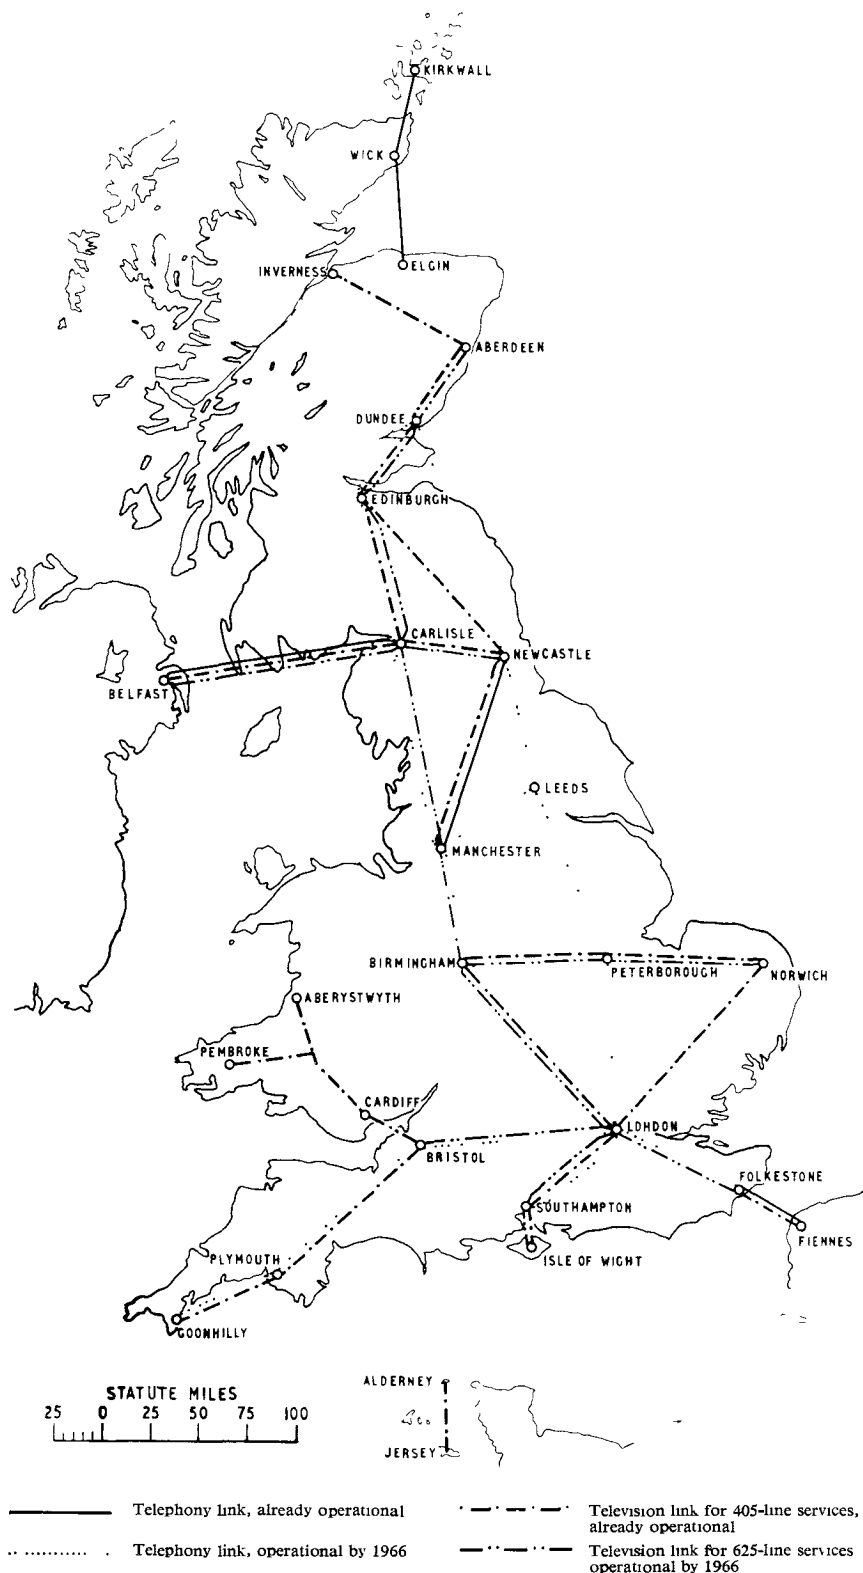 KIRKWALL
WICK
ELGIN
INVERNESS
ABERDEEN
DUNDEE
EDINBURGH
CARLISLE
NEWCASTLE
BELFAST
LEEDS
MANCHESTER
BIRMINGHAM
PETERBOROUGH
NORWICH
ABERYSTWYTH
PEMBROKE
CARDIFF
LOHDON
BRISTOL
FOLKESTONE
SOUTHAMPTON
FIENNES
ISLE OF WIGHT
PLYMOUTH
GOONHILLY
ALDERNEY
STATUTE MILES
25 0 25 50 75 100
JERSEY
Telephony link, already operational
Telephony link, operational by 1966
Television link for 405-line services,
already operational
Television link for 625-line services
operational by 1966